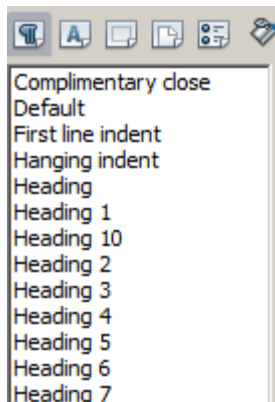 Complimentary close
Default
First line indent
Hanging indent
Heading
Heading 1
Heading 10
Heading 2
Heading 3
Heading 4
Heading 5
Heading 6
Heading 7